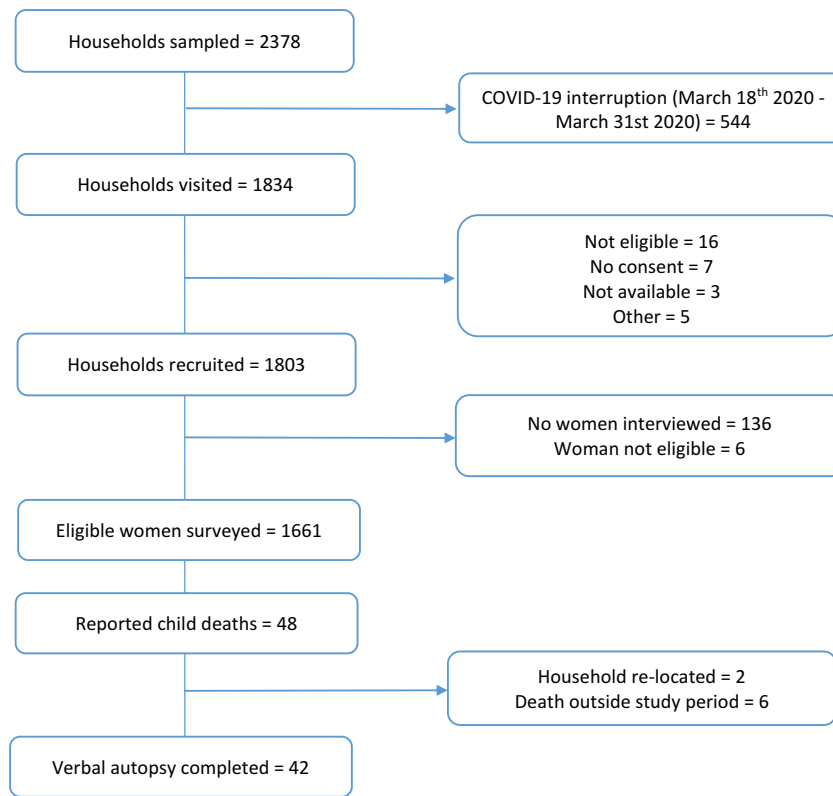 Households sampled = 2378
COVID-19 interruption (March 18th 2020 -
March 31st 2020) = 544
Households visited = 1834
Not eligible = 16
No consent = 7
Not available = 3
Other = 5
Households recruited = 1803
No women interviewed = 136
Woman not eligible = 6
Eligible women surveyed = 1661
Reported child deaths = 48
Household re-located = 2
Death outside study period = 6
Verbal autopsy completed = 42